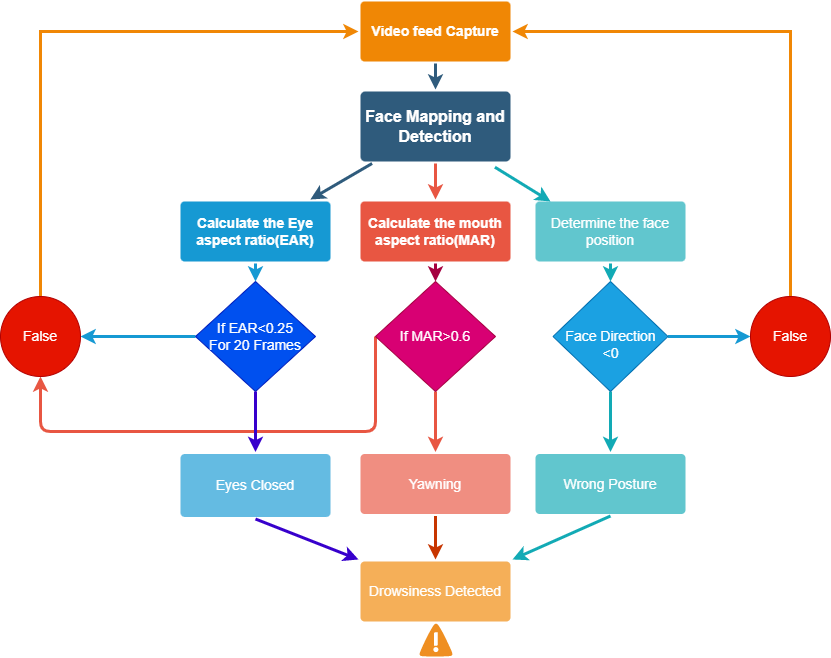 Video feed Capture
Face Mapping and
Detection
Calculate the Eye
aspect ratio(EAR)
Calculate the mouth
aspect ratio(MAR)
Determine the face
position
False
If EAR<0.25
For 20 Frames
If MAR>0.6
Face Direction
<0
False
Eyes Closed
Yawning
Wrong Posture
Drowsiness Detected